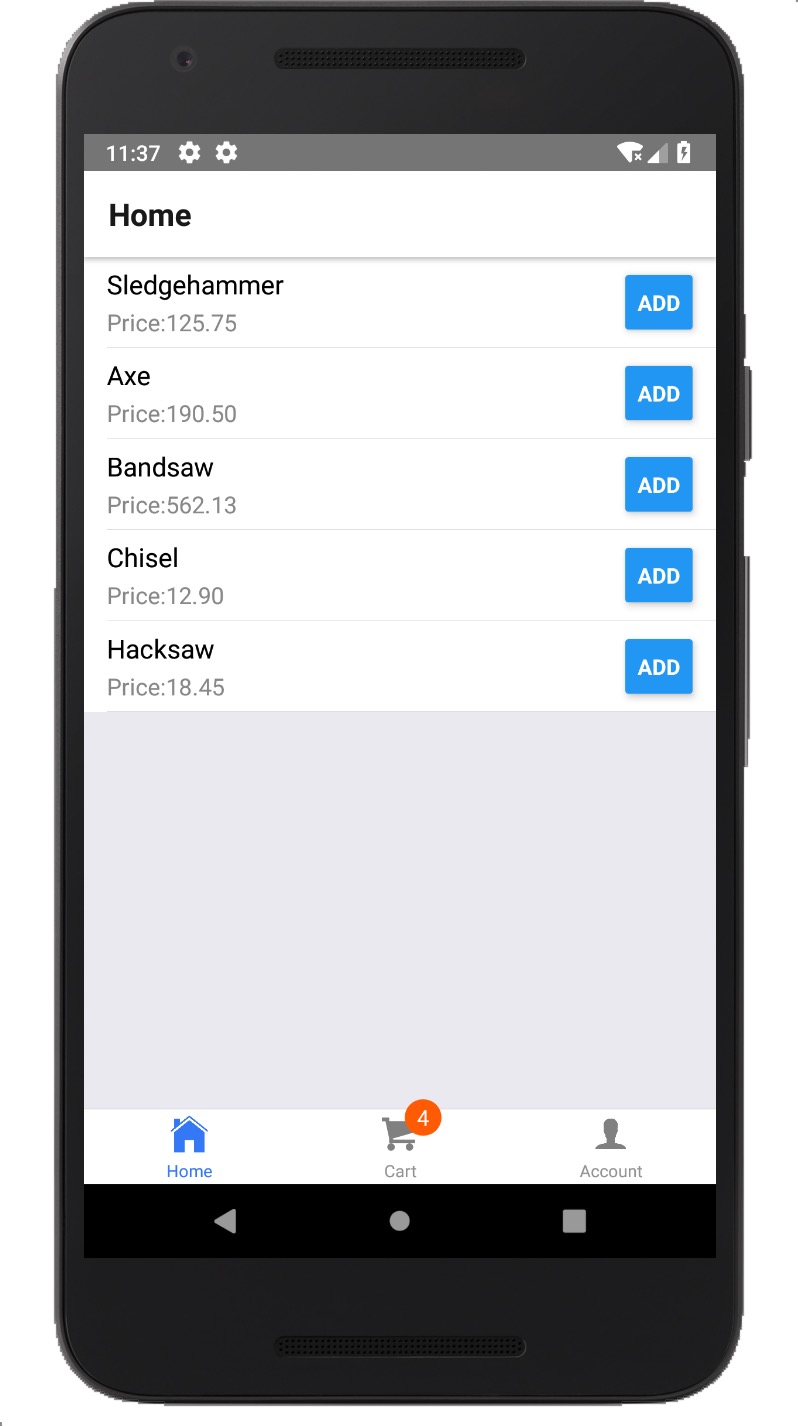 11:37
Home
Sledgehammer
Price:125.75
ADD
Axe
Price:190.50
ADD
Bandsaw
Price:562.13
ADD
Chisel
Price:12.90
ADD
Hacksaw
Price:18.45
ADD
4
Home
Cart
Account